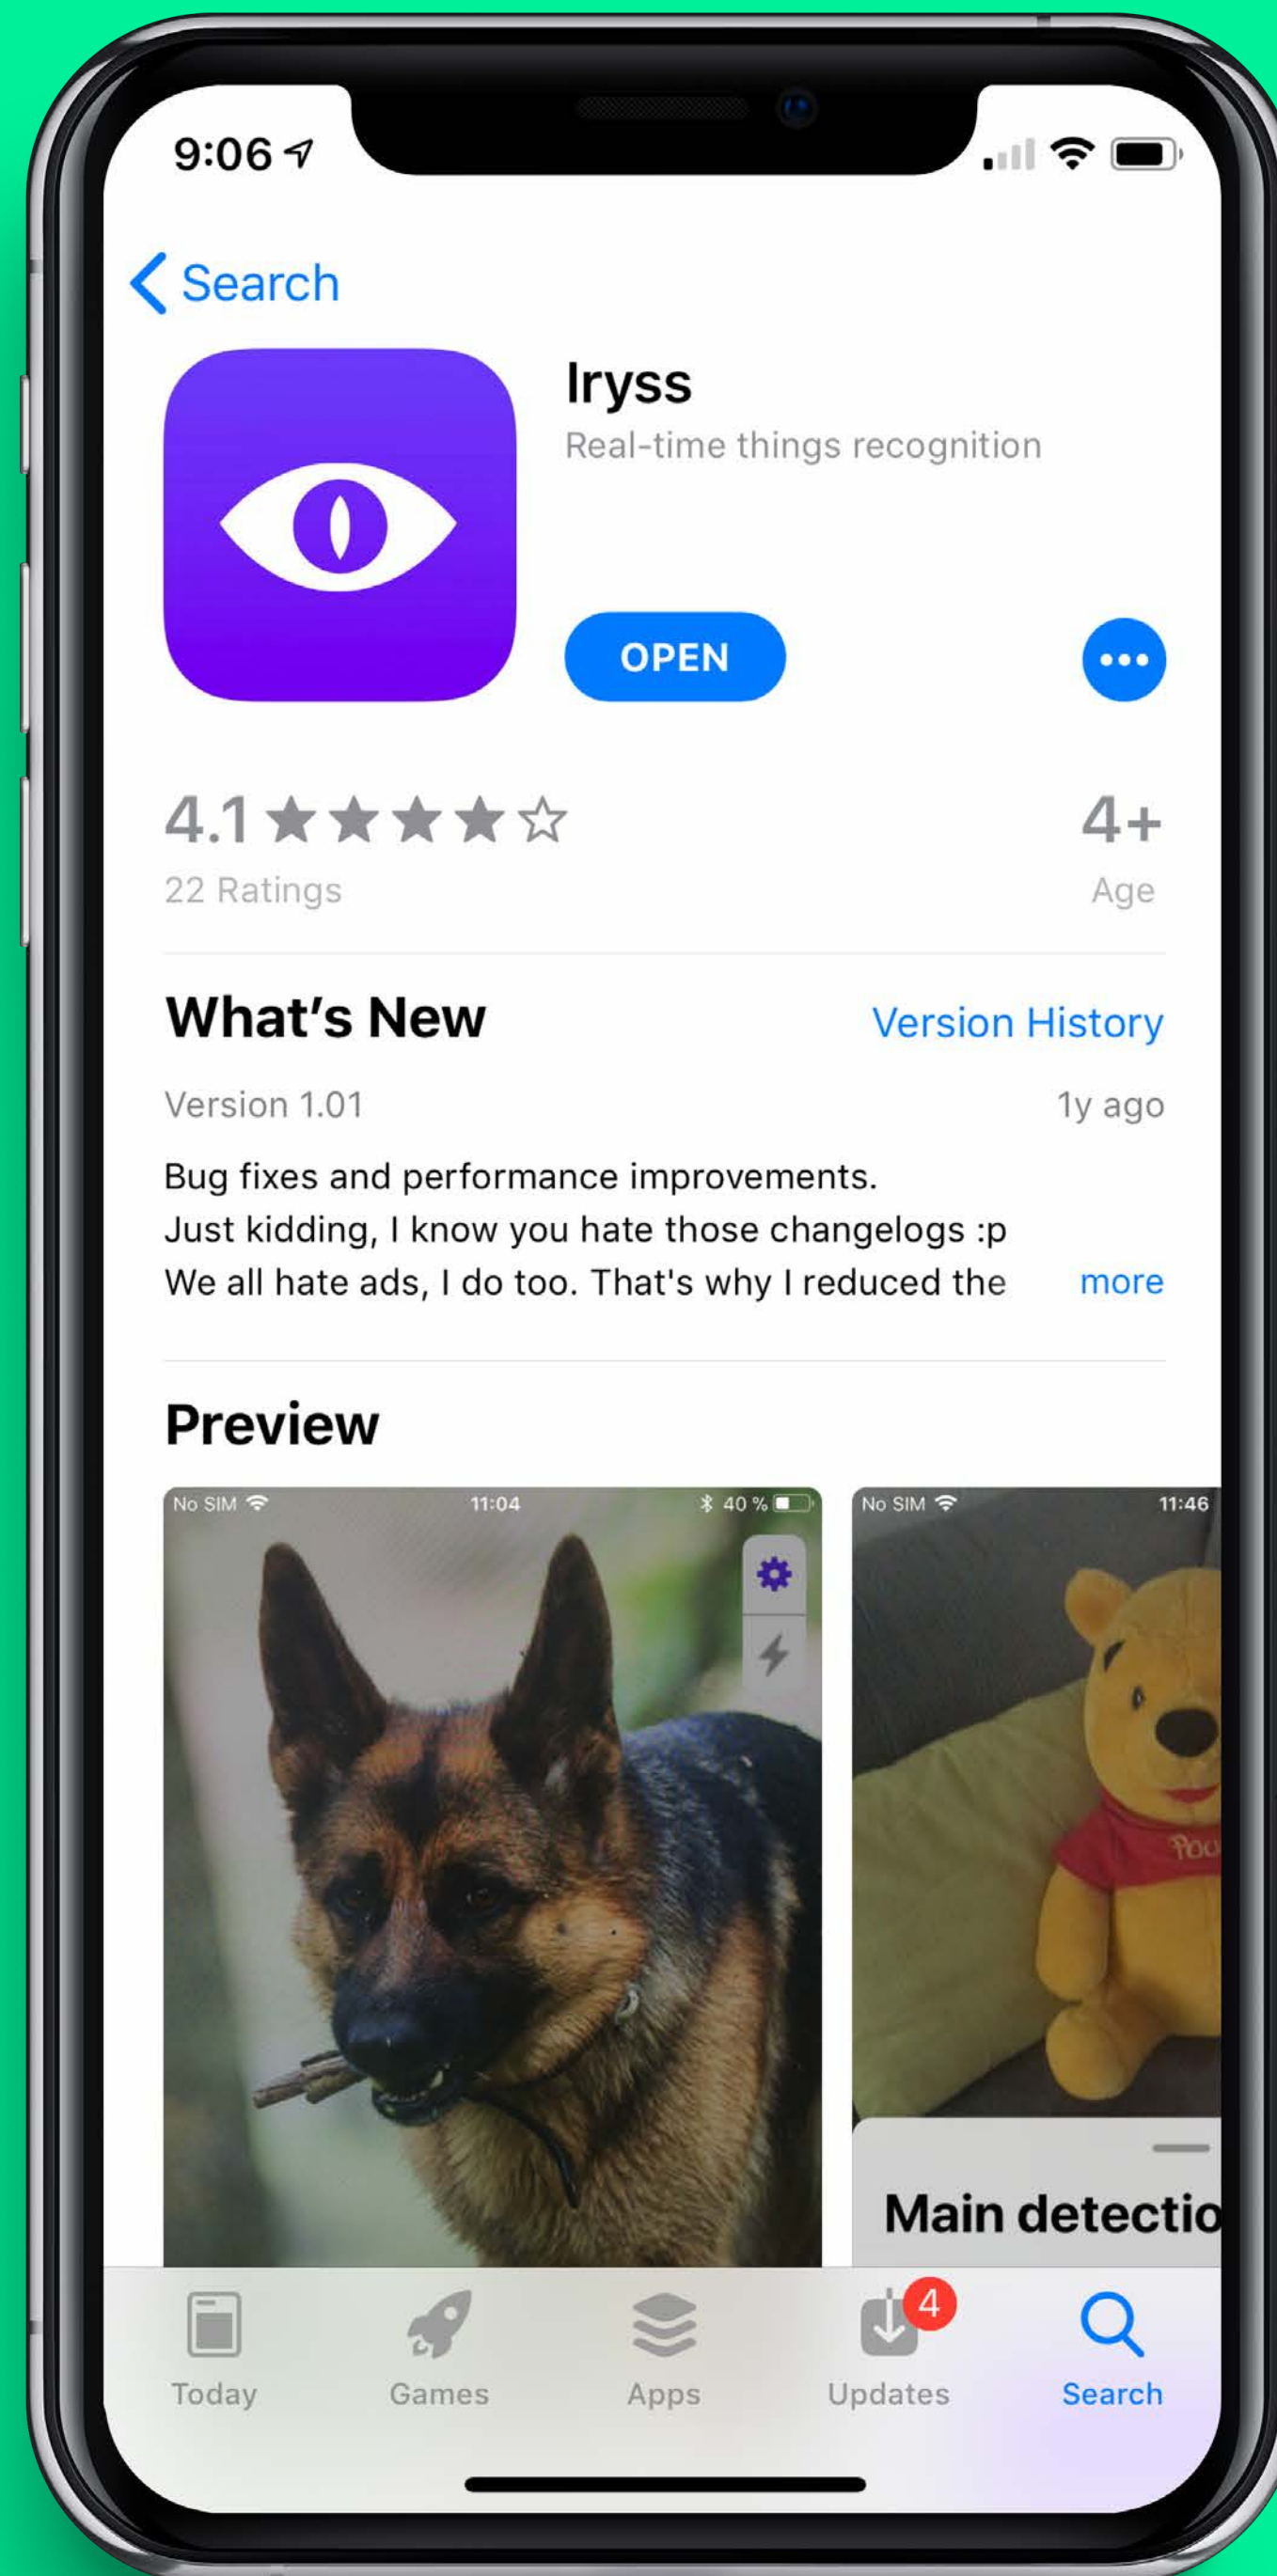 9:06
Search
Iryss
Real-time things recognition
OPEN
4.1
4+
22 Ratings
Age
What's New
Version History
Version 1.01
1y ago
Bug fixes and performance improvements.
Just kidding, I know you hate those changelogs :p
We all hate ads, I do too. That's why I reduced the more
Preview
No SIM 11:04 40 %
No SIM 11:46
Main detectio
4
Today Games Apps Updates Search